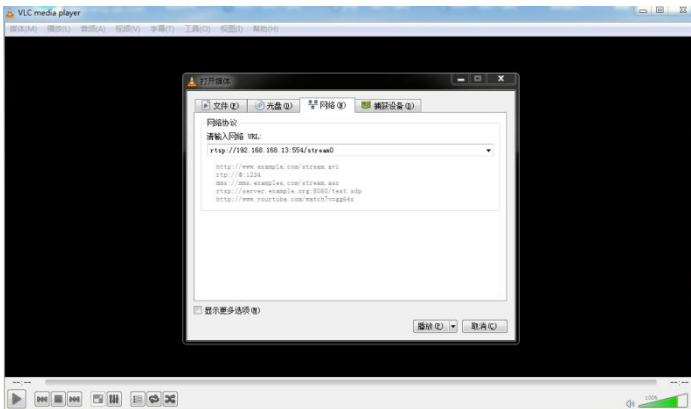 VLC media player
媒体(M) 播放(L) 音频(A) 视频(V) 字幕(T) 工具(O) 视图(I) 帮助(H)
打开媒体
文件(F) 光盘(D) 网络(N) 捕获设备(D)
网络协议
请输入网络 URL:
rtsp://192.168.168.13:554/stream0
http://www.example.com/stream.avi
rtp://@:1234
mms://mms.examples.com/stream.asx
rtsp://server.example.org:8080/test.sdp
http://www.yourtube.com/watch?v=gg64x
显示更多选项(M)
播放(P) 取消(C)
--:-- --:--
100%